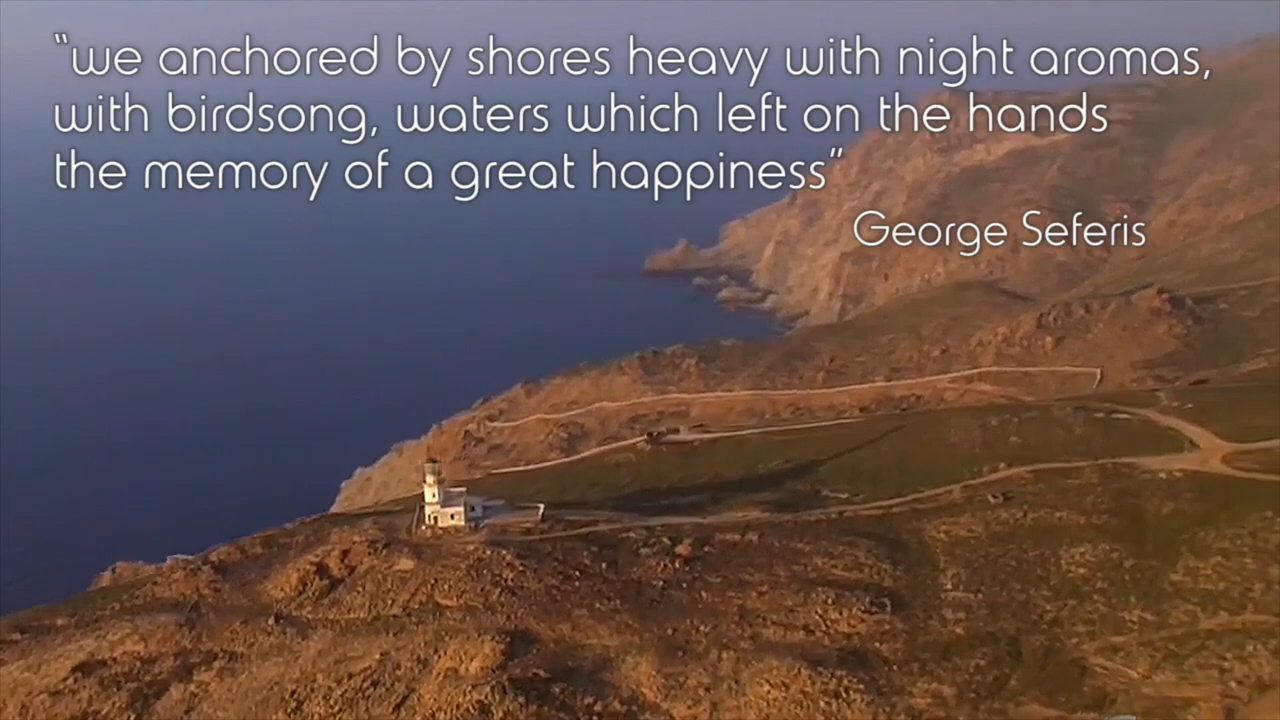 “we anchored by shores heavy with night aromas,
with birdsong, waters which left on the hands
the memory of a great happiness”
George Seferis